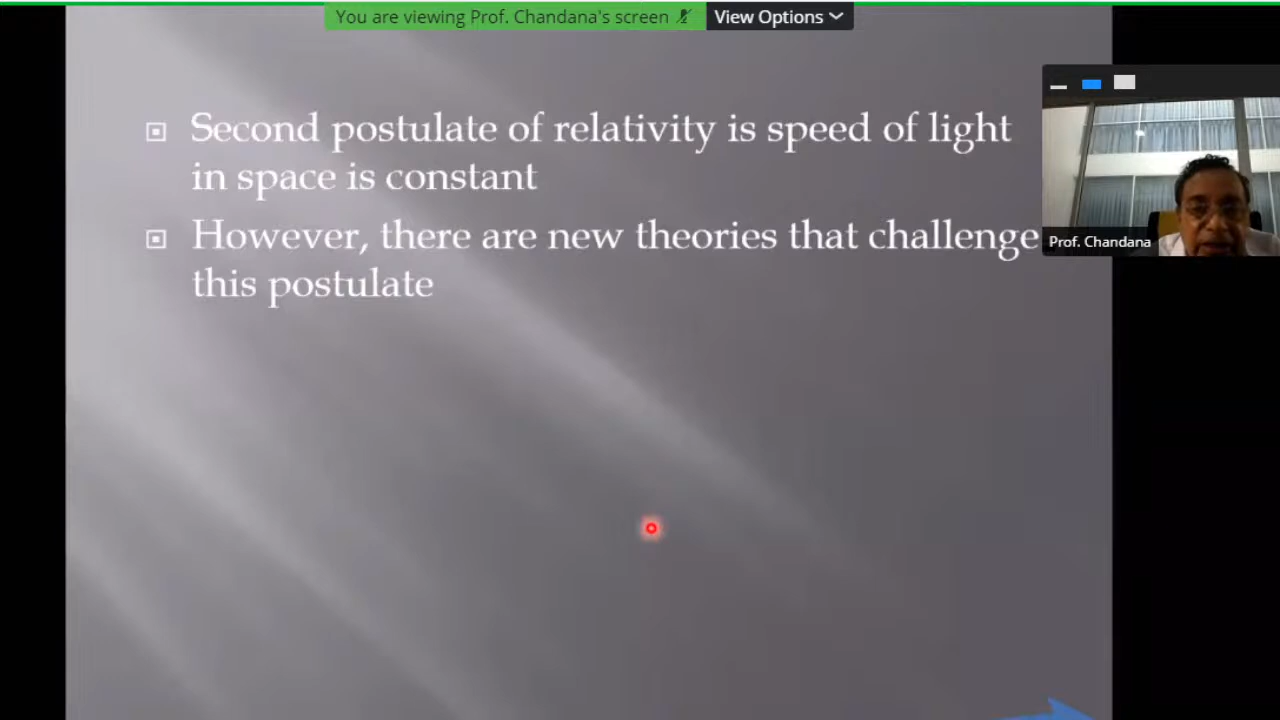 You are viewing Prof. Chandana's screen
View Options
Second postulate of relativity is speed of light
in space is constant
However, there are new theories that challenge
this postulate
Prof. Chandana